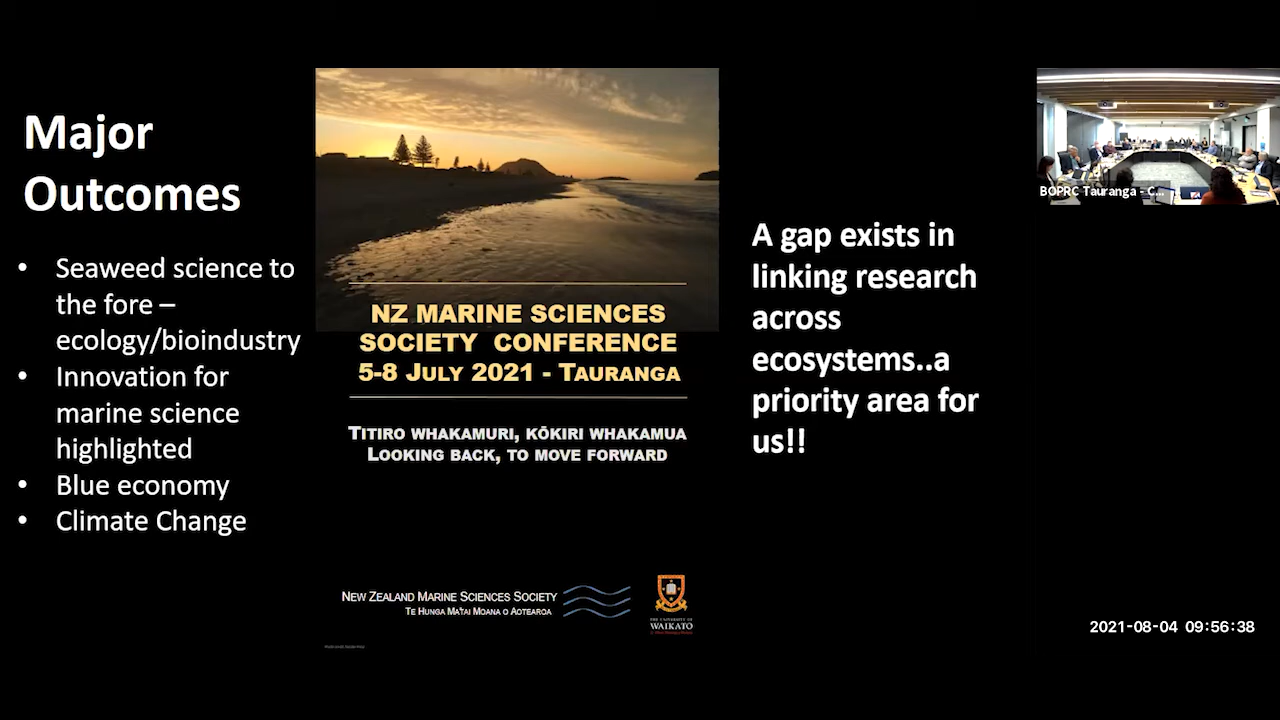 Major
Outcomes
• Seaweed science to
the fore –
ecology/bioindustry
• Innovation for
marine science
highlighted
• Blue economy
• Climate Change
NZ MARINE SCIENCES
SOCIETY CONFERENCE
5-8 JULY 2021 - TAURANGA
TITIRO WHAKAMURI, KŌKIRI WHAKAMUA
LOOKING BACK, TO MOVE FORWARD
NEW ZEALAND MARINE SCIENCES SOCIETY
TE HUNGA MĀTAI MOANA O AOTEAROA
THE UNIVERSITY OF
WAIKATO
A gap exists in
linking research
across
ecosystems..a
priority area for
us!!
BOPRC Tauranga - C...
2021-08-04 09:56:38